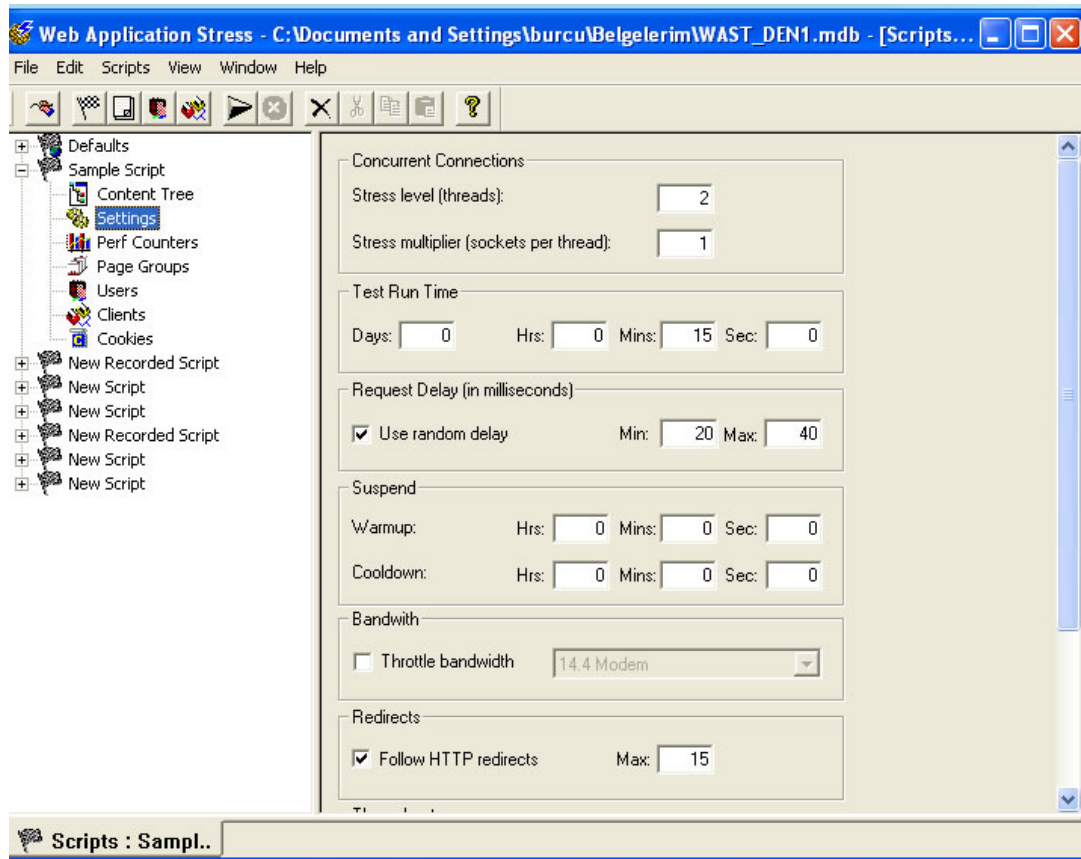 Web Application Stress - C:\Documents and Settings\burcu\Belgelerim\WAST_DEN1.mdb - [Scripts...
File Edit Scripts View Window Help
Defaults
Sample Script
Content Tree
Settings
Perf Counters
Page Groups
Users
Clients
Cookies
New Recorded Script
New Script
New Script
New Recorded Script
New Script
New Script
Concurrent Connections
Stress level (threads): 2
Stress multiplier (sockets per thread): 1
Test Run Time
Days: 0 Hrs: 0 Mins: 15 Sec: 0
Request Delay (in milliseconds)
Use random delay Min: 20 Max: 40
Suspend
Warmup: Hrs: 0 Mins: 0 Sec: 0
Cooldown: Hrs: 0 Mins: 0 Sec: 0
Bandwith
Throttle bandwidth 14.4 Modem
Redirects
Follow HTTP redirects Max: 15
Scripts : Sampl..